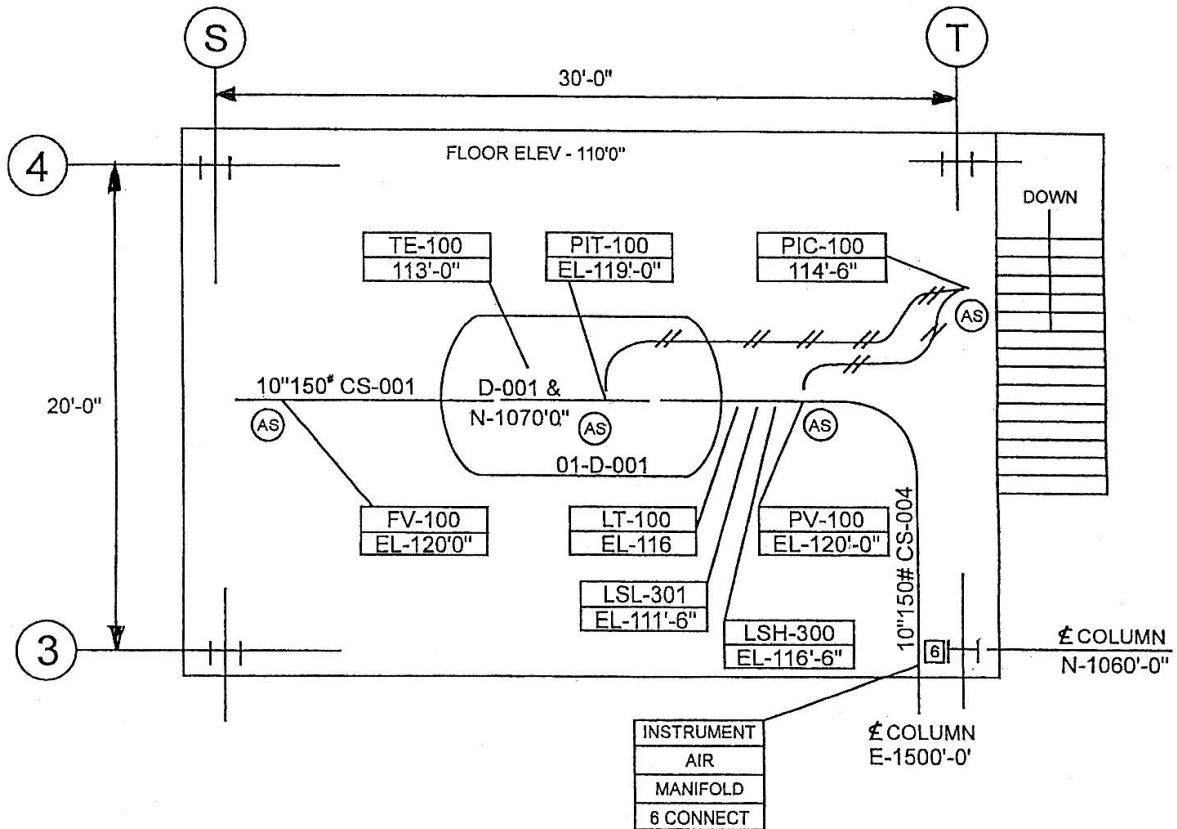 S
T
30'-0"
4
FLOOR ELEV - 110'0"
DOWN
TE-100
113'-0"
PIT-100
EL-119'-0"
PIC-100
114'-6"
AS
20'-0"
10"150# CS-001
D-001 &
N-1070'0"
AS
AS
AS
01-D-001
FV-100
EL-120'0"
LT-100
EL-116
PV-100
EL-120'-0"
10"150# CS-004
LSL-301
EL-111'-6"
LSH-300
EL-116'-6"
3
6
℄ COLUMN
N-1060'-0"
℄ COLUMN
E-1500'-0'
INSTRUMENT
AIR
MANIFOLD
6 CONNECT